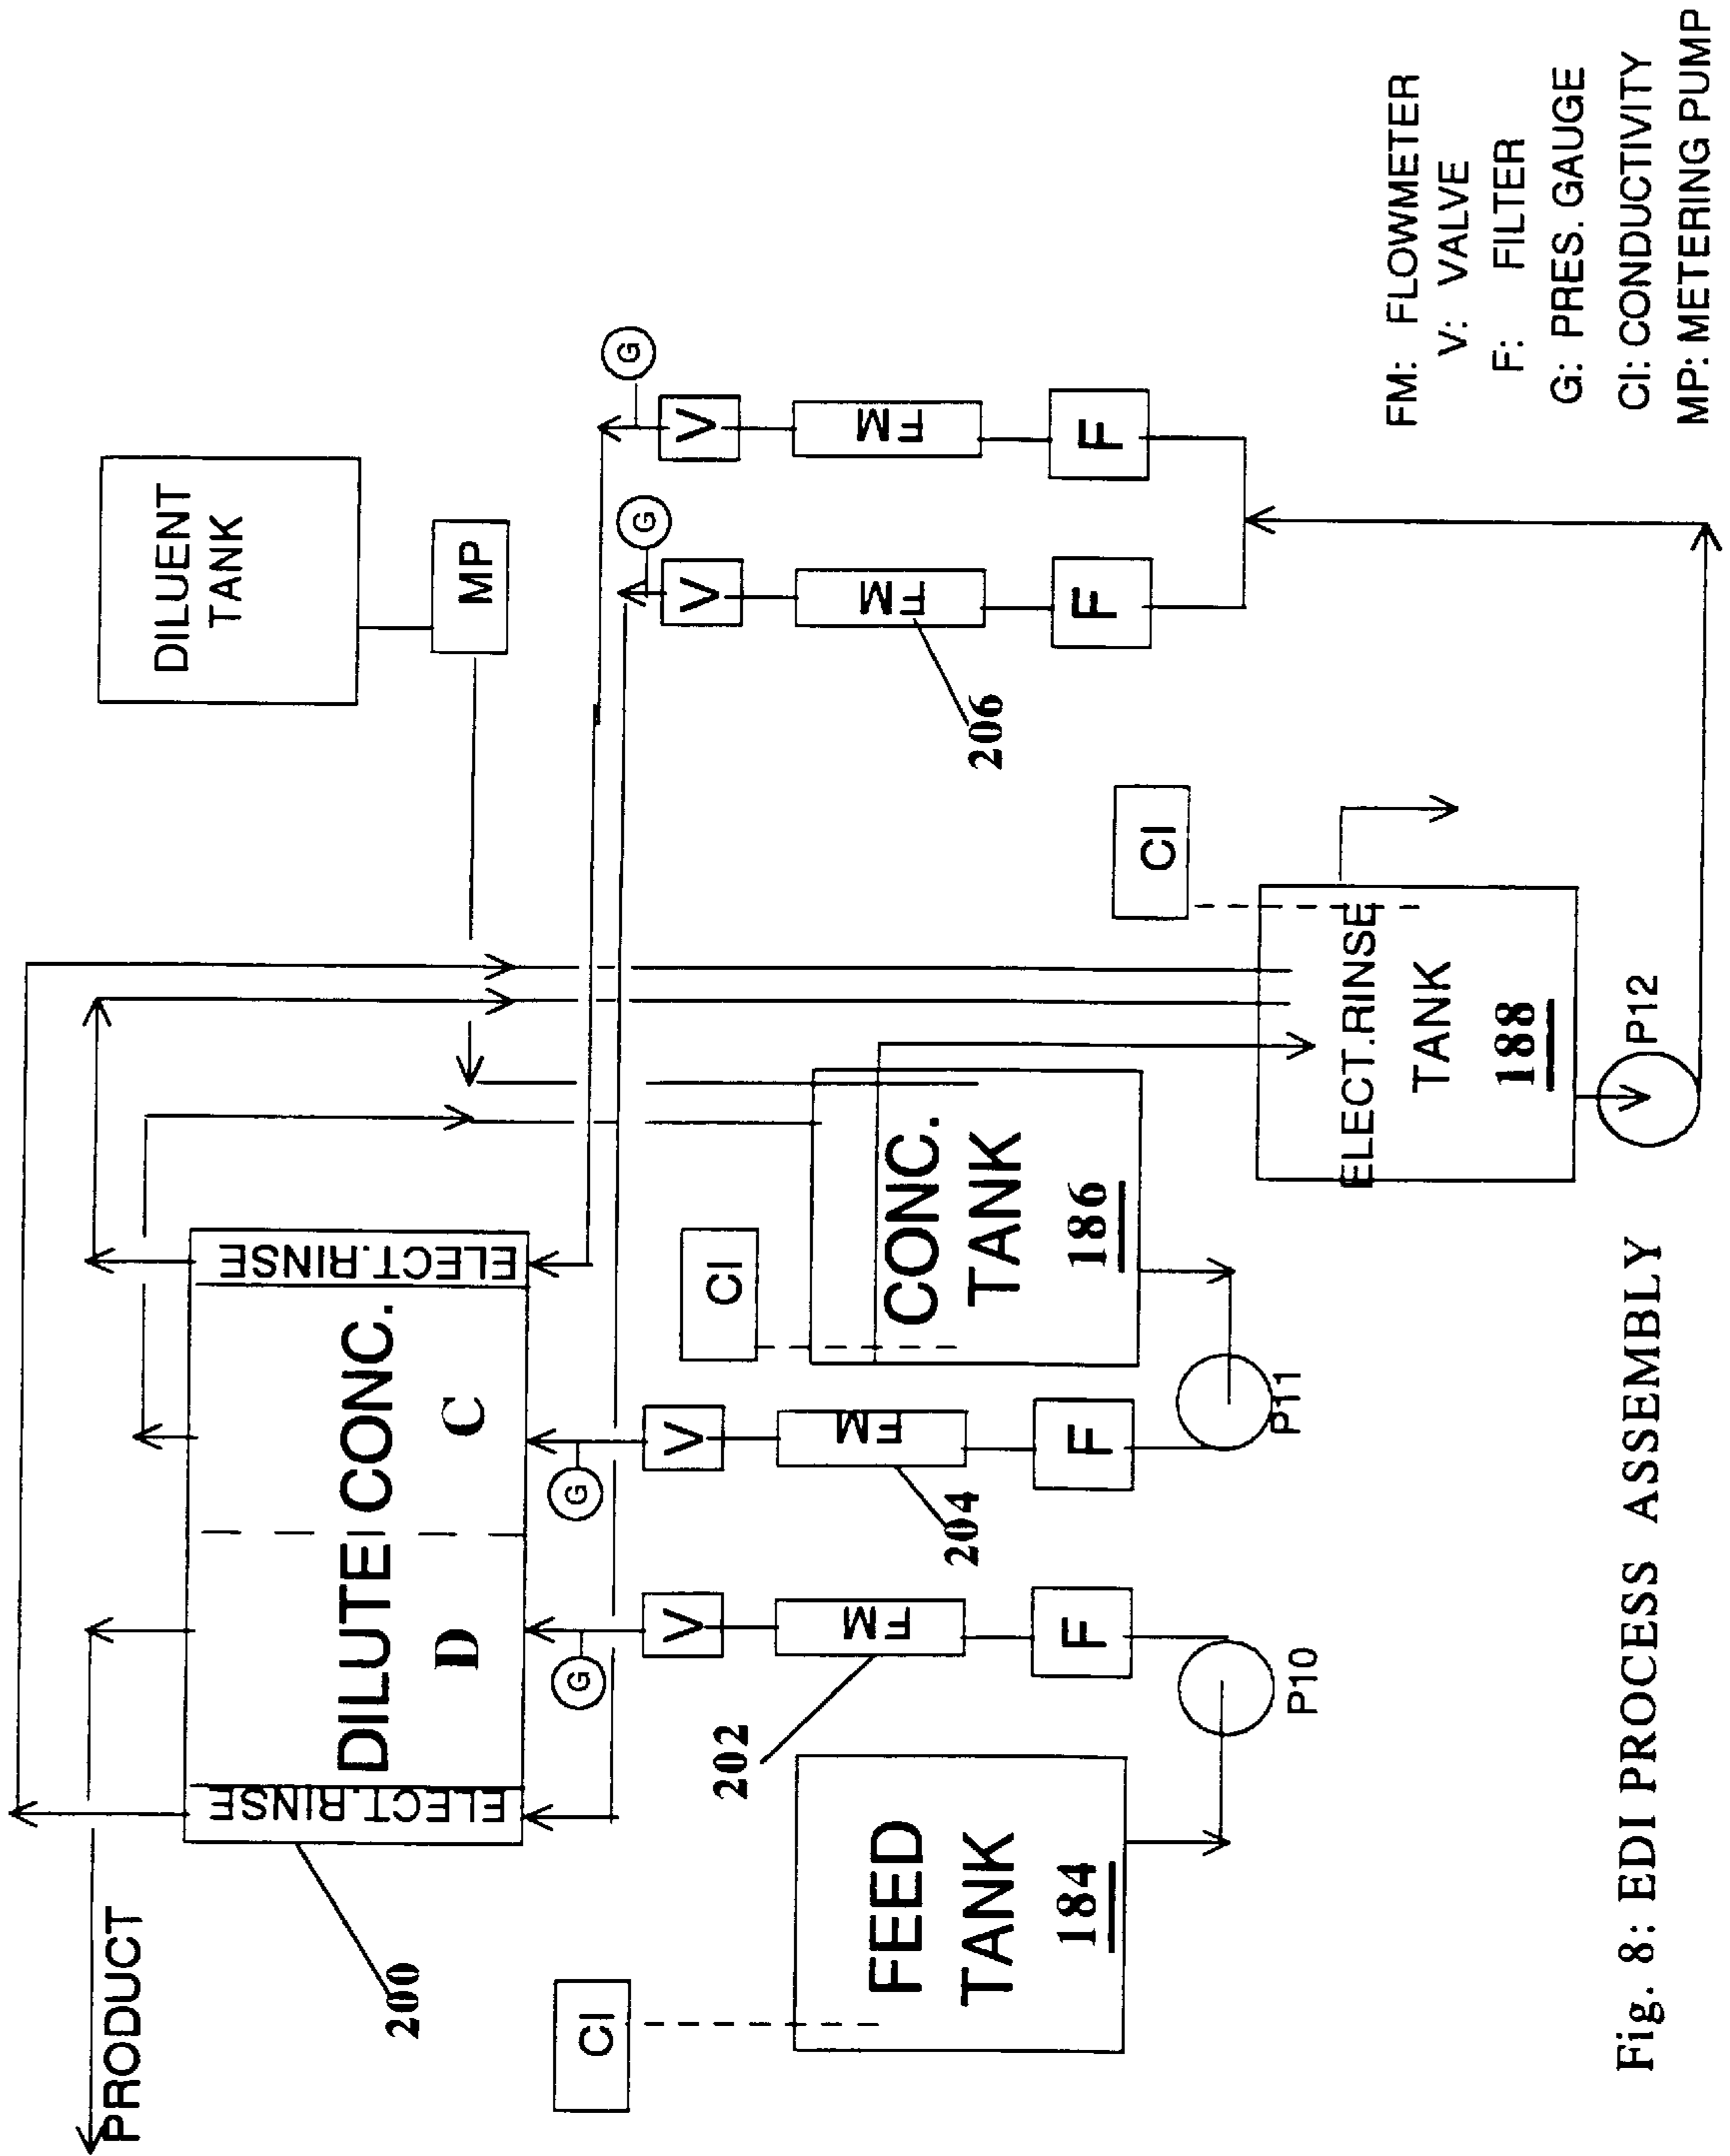 PRODUCT
200
ELECT.RINSE
DILUTE
CONC.
D
C
ELECT.RINSE
DILUENT
TANK
MP
CI
G
G
G
G
V
V
V
V
202
FM
204
FM
206
FM
FM
F
F
F
F
CI
CI
FEED
TANK
184
CONC.
TANK
186
ELECT.RINSE
TANK
188
P10
P11
P12
FM: FLOWMETER
V: VALVE
F: FILTER
G: PRES. GAUGE
CI: CONDUCTIVITY
MP: METERING PUMP
Fig. 8: EDI PROCESS ASSEMBLY